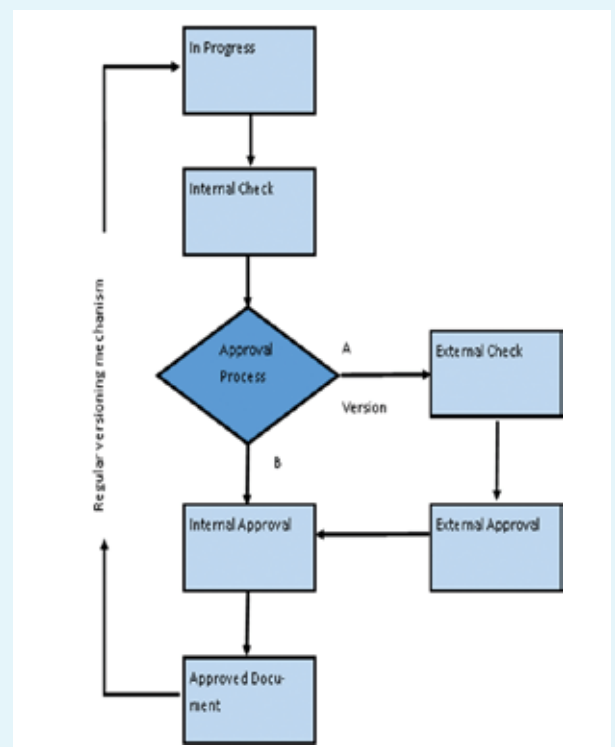 In Progress
Internal Check
Approval
Process
A
External Check
Version
B
Regular versioning mechanism
Internal Approval
External Approval
Approved Docu-
ment